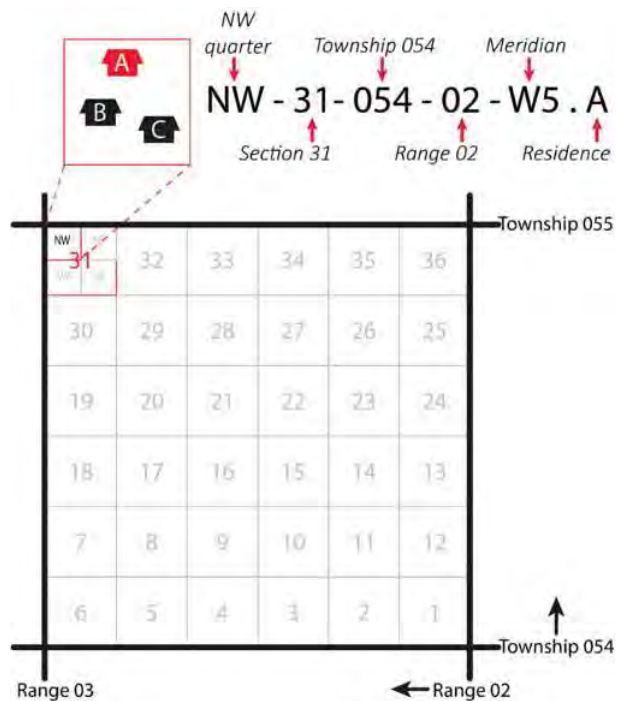 NW
quarter
Township 054
Meridian
NW - 31 - 054 - 02 - W5 . A
Section 31
Range 02
Residence
A
B
C
Township 055
NW
31 32 33 34 35 36
30 29 28 27 26 25
19 20 21 22 23 24
18 17 16 15 14 13
7 8 9 10 11 12
6 5 4 3 2 1
Township 054
Range 03
Range 02